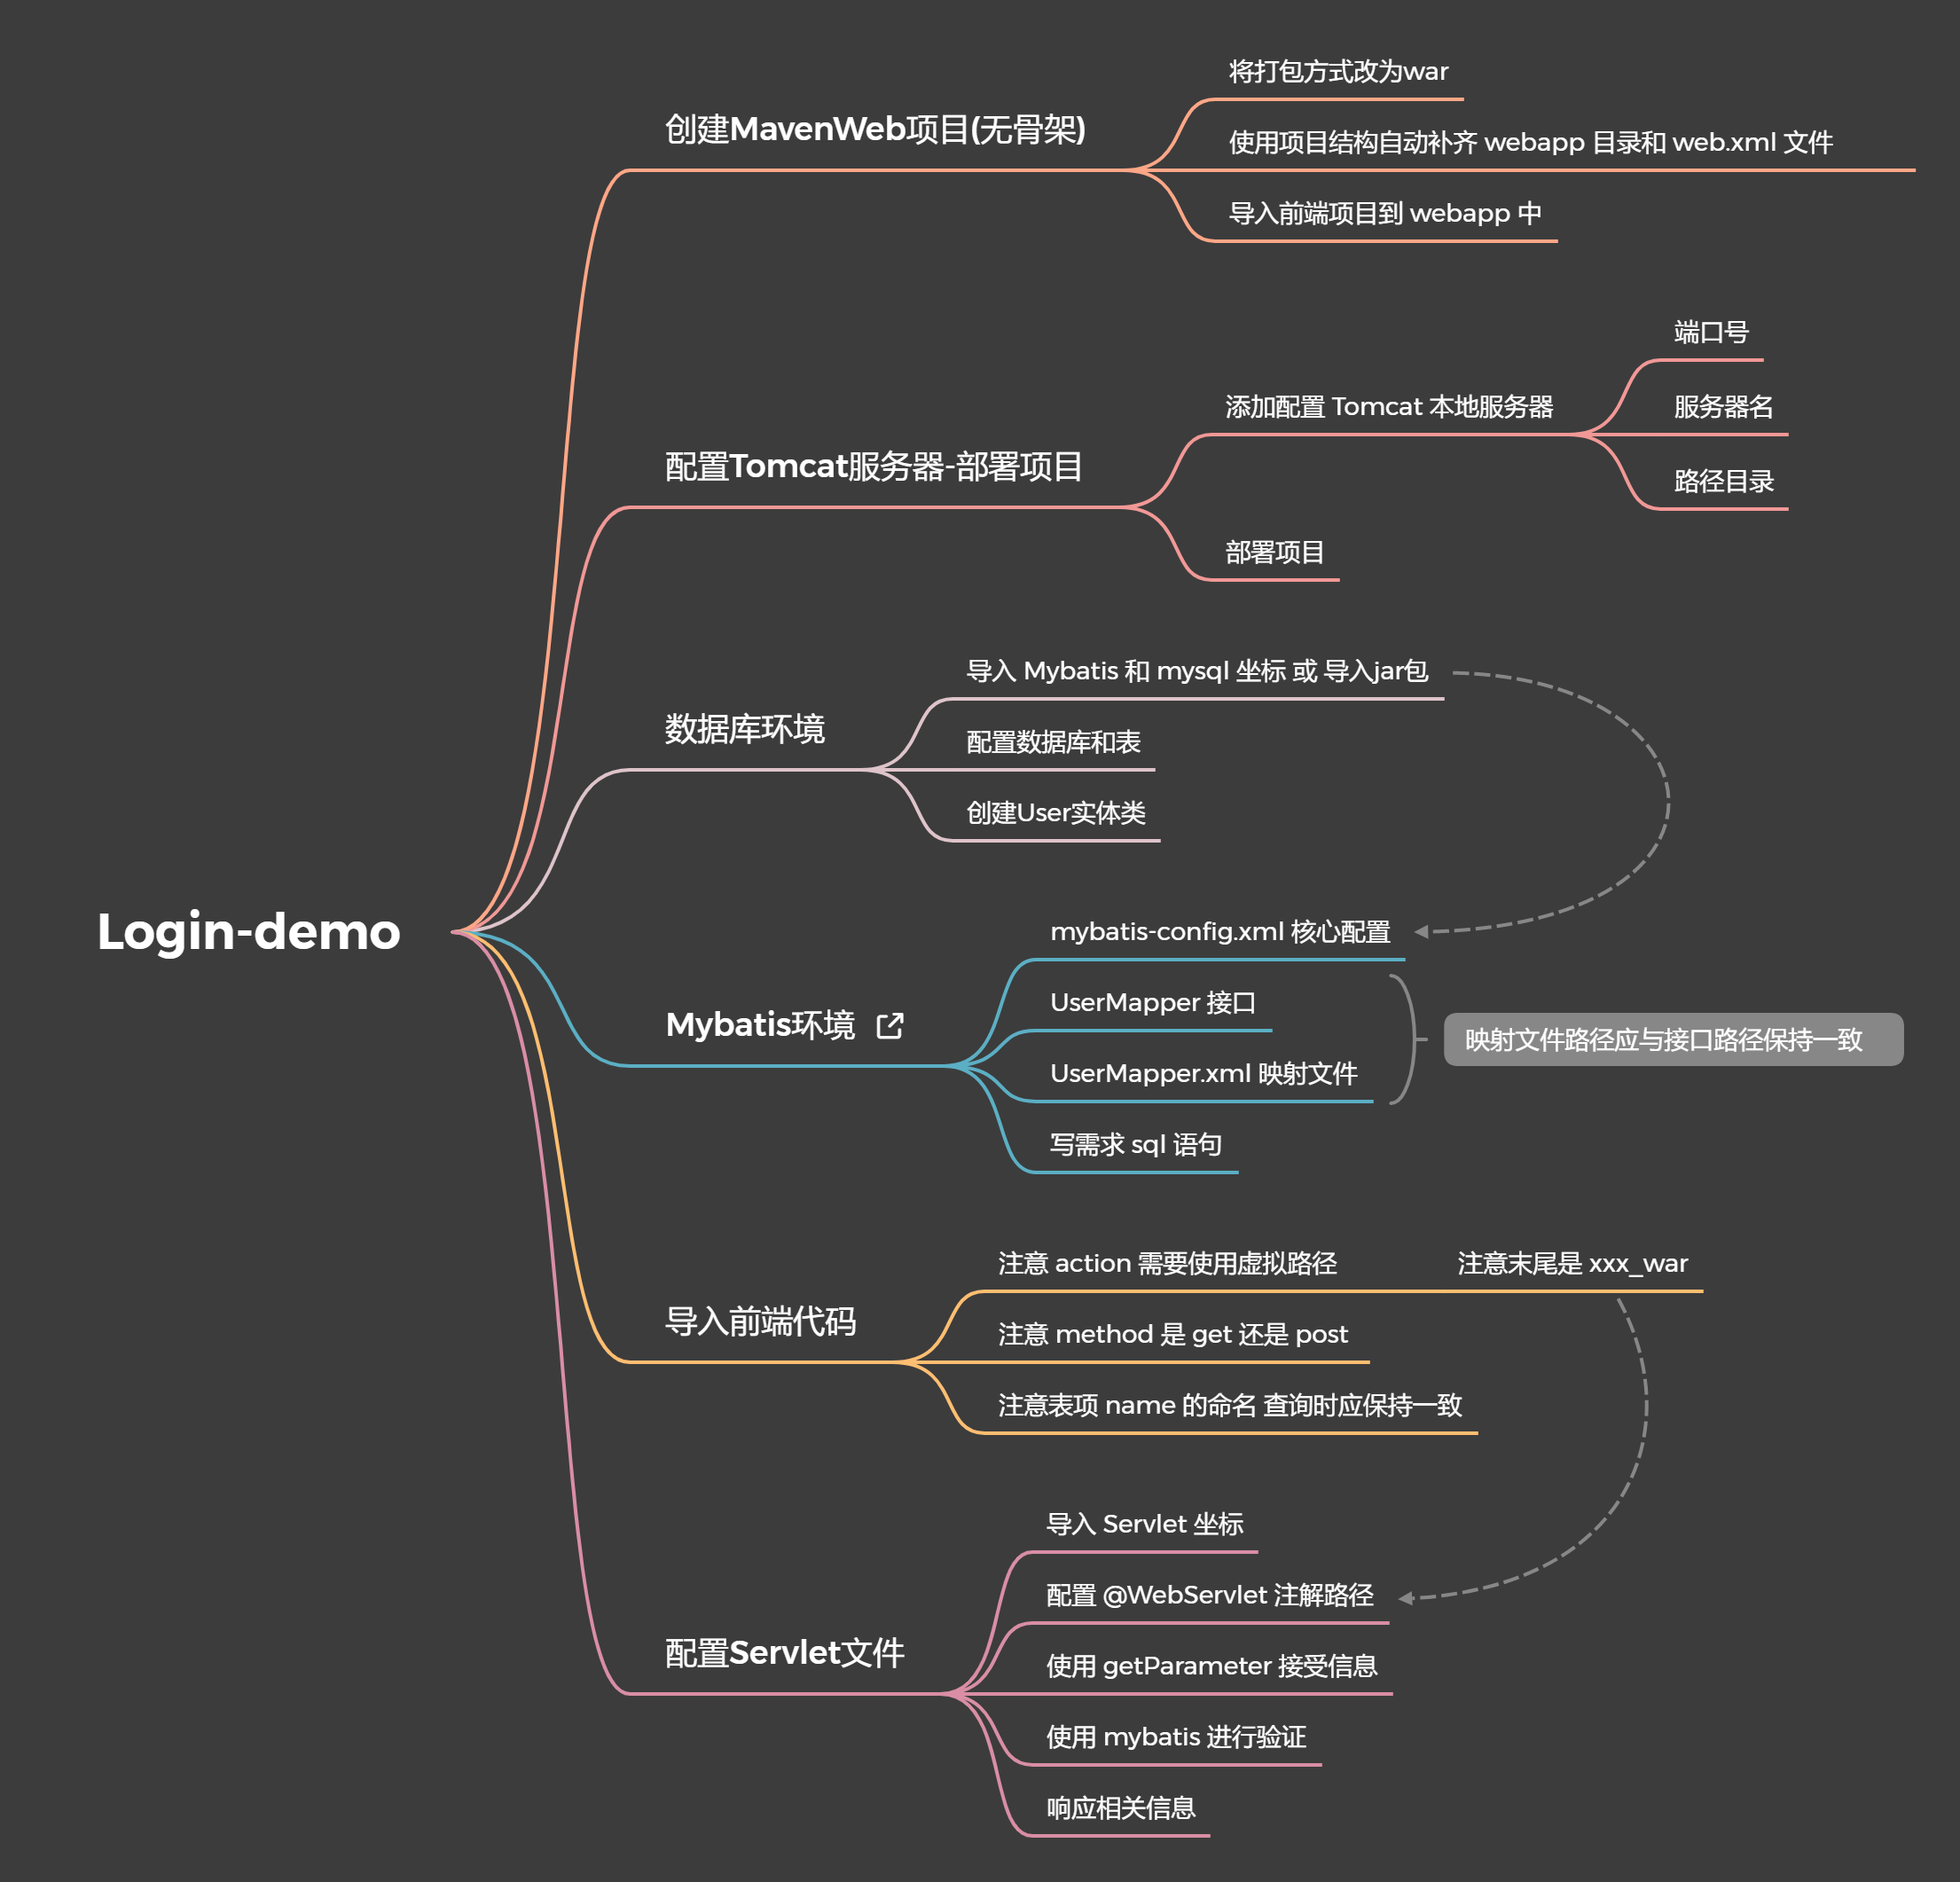 Login-demo
创建MavenWeb项目(无骨架)
将打包方式改为war
使用项目结构自动补齐 webapp 目录和 web.xml 文件
导入前端项目到 webapp 中
配置Tomcat服务器-部署项目
添加配置 Tomcat 本地服务器
端口号
服务器名
路径目录
部署项目
数据库环境
导入 Mybatis 和 mysql 坐标 或 导入jar包
配置数据库和表
创建User实体类
Mybatis环境
mybatis-config.xml 核心配置
UserMapper 接口
UserMapper.xml 映射文件
映射文件路径应与接口路径保持一致
写需求 sql 语句
导入前端代码
注意 action 需要使用虚拟路径
注意末尾是 xxx_war
注意 method 是 get 还是 post
注意表项 name 的命名 查询时应保持一致
配置Servlet文件
导入 Servlet 坐标
配置 @WebServlet 注解路径
使用 getParameter 接受信息
使用 mybatis 进行验证
响应相关信息